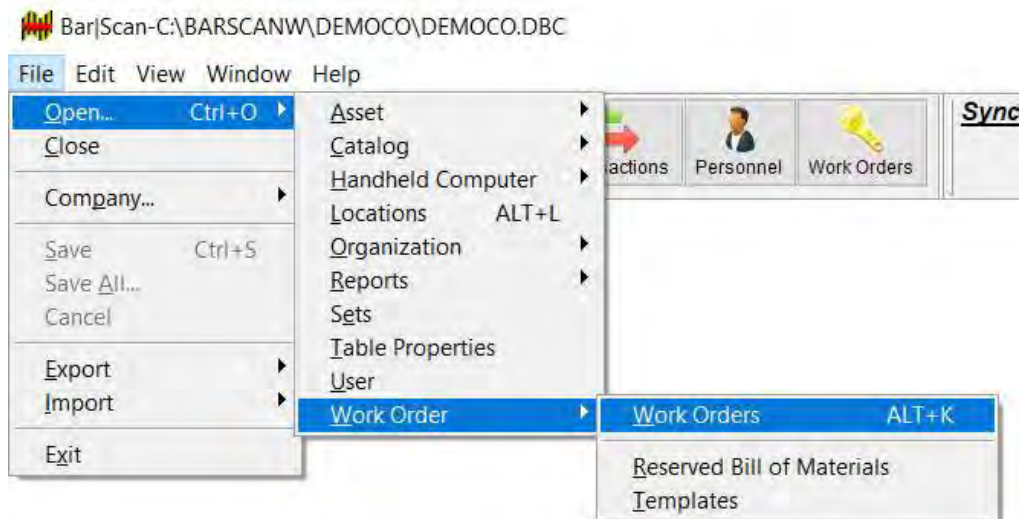 Bar|Scan-C:\BARSCANW\DEMOCO\DEMOCO.DBC
File Edit View Window Help
Open... Ctrl+O
Close
Company...
Save Ctrl+S
Save All...
Cancel
Export
Import
Exit
Asset
Catalog
Handheld Computer
Locations ALT+L
Organization
Reports
Sets
Table Properties
User
Work Order
Work Orders ALT+K
Reserved Bill of Materials
Templates
actions Personnel Work Orders
Sync